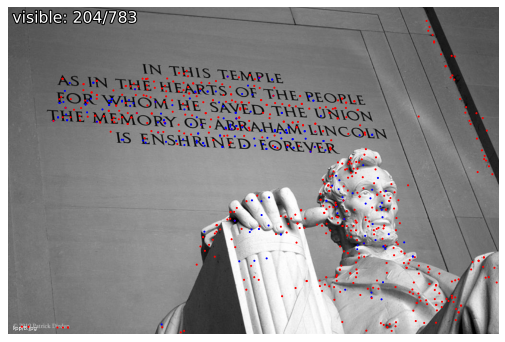 visible: 204/783
IN THIS TEMPLE
AS IN THE HEARTS OF THE PEOPLE
FOR WHOM HE SAVED THE UNION
THE MEMORY OF ABRAHAM LINCOLN
IS ENSHRINED FOREVER